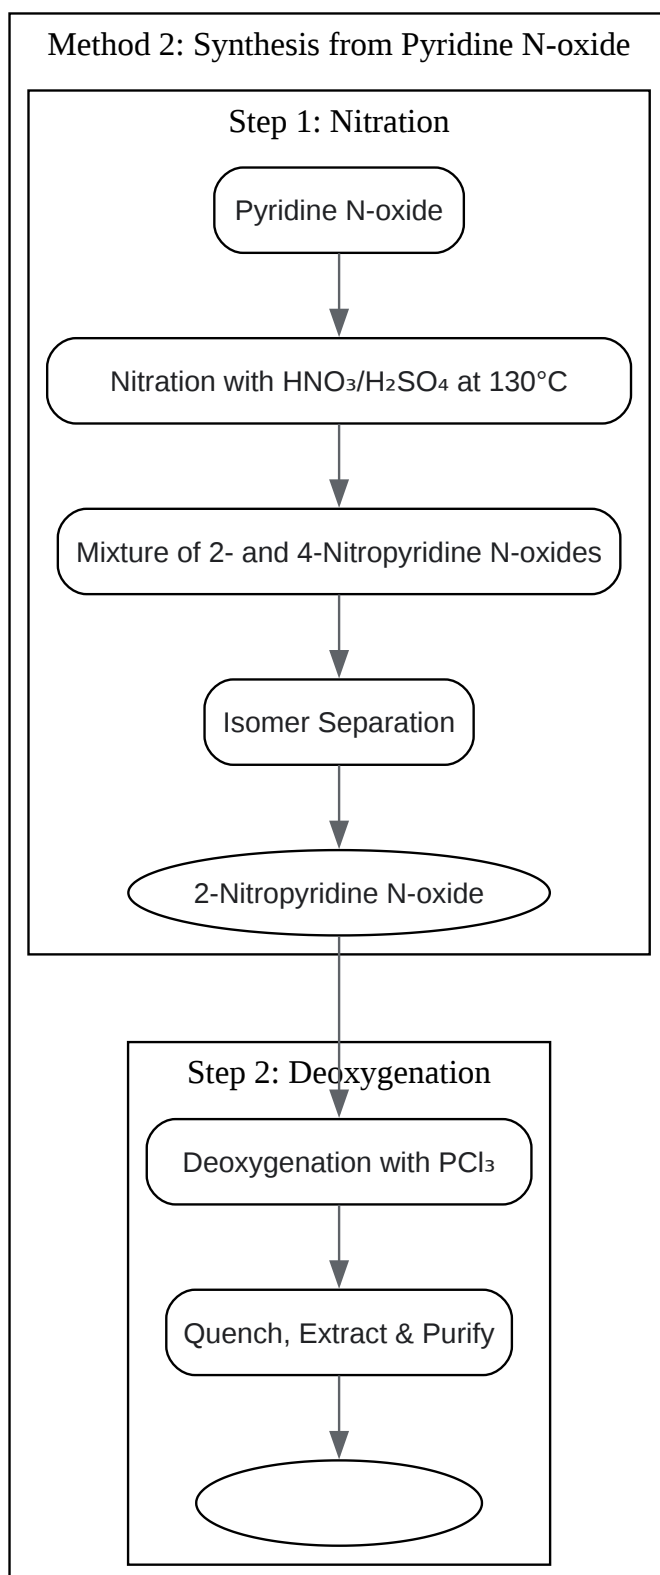 Method 2: Synthesis from Pyridine N-oxide
Step 1: Nitration
Pyridine N-oxide
Nitration with HNO₃/H₂SO₄ at 130°C
Mixture of 2- and 4-Nitropyridine N-oxides
Isomer Separation
2-Nitropyridine N-oxide
Step 2: Deoxygenation
Deoxygenation with PCl₃
Quench, Extract & Purify